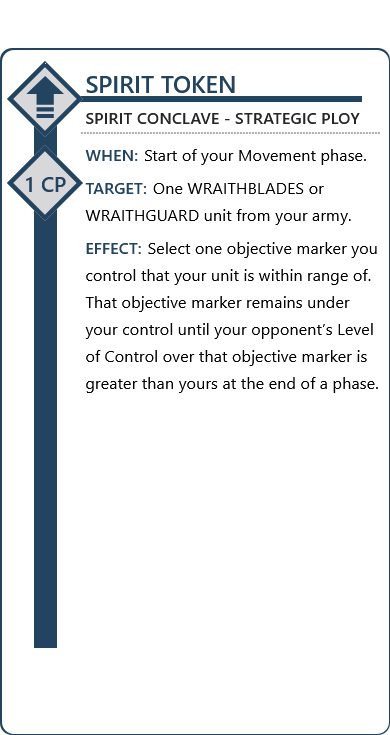 SPIRIT TOKEN
SPIRIT CONCLAVE - STRATEGIC PLOY
1 CP
WHEN: Start of your Movement phase.
TARGET: One WRAITHBLADES or
WRAITHGUARD unit from your army.
EFFECT: Select one objective marker you
control that your unit is within range of.
That objective marker remains under
your control until your opponent’s Level
of Control over that objective marker is
greater than yours at the end of a phase.